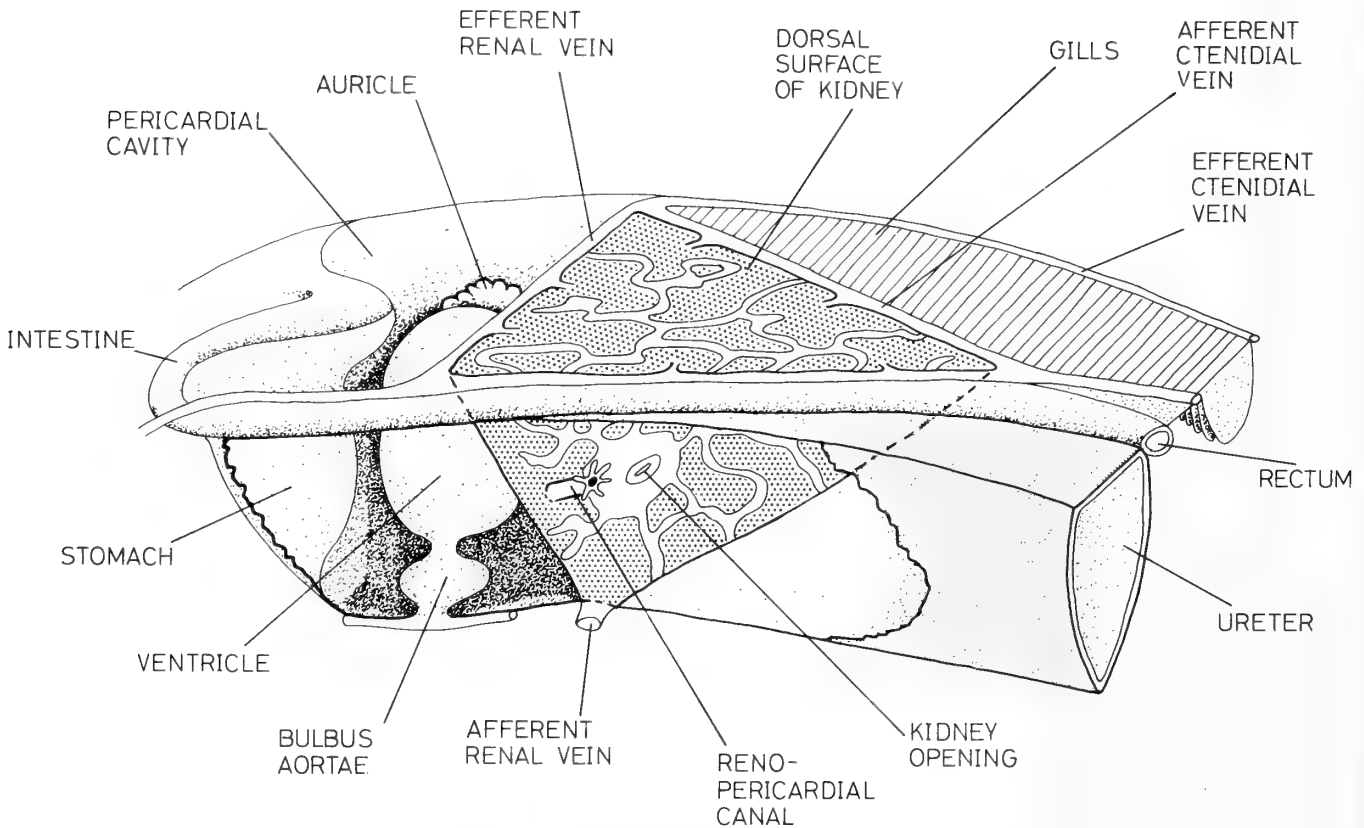 EFFERENT
RENAL VEIN
DORSAL
SURFACE
OF KIDNEY
GILLS
AFFERENT
CTENIDIAL
VEIN
AURICLE
PERICARDIAL
CAVITY
EFFERENT
CTENIDIAL
VEIN
INTESTINE
RECTUM
STOMACH
URETER
VENTRICLE
BULBUS
AORTAE
AFFERENT
RENAL VEIN
RENO-
PERICARDIAL
CANAL
KIDNEY
OPENING